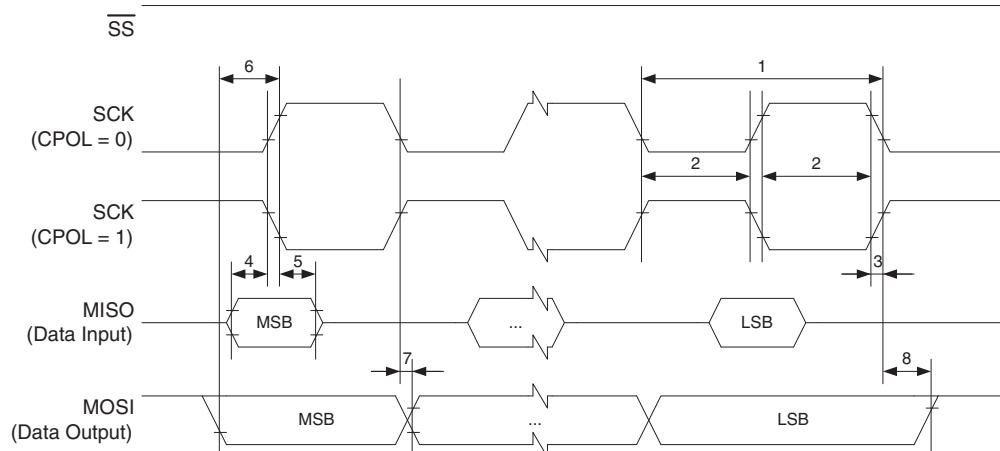 SS
6
1
SCK
(CPOL = 0)
2
2
SCK
(CPOL = 1)
4
5
3
MISO
(Data Input)
MSB
...
LSB
7
8
MOSI
(Data Output)
MSB
...
LSB